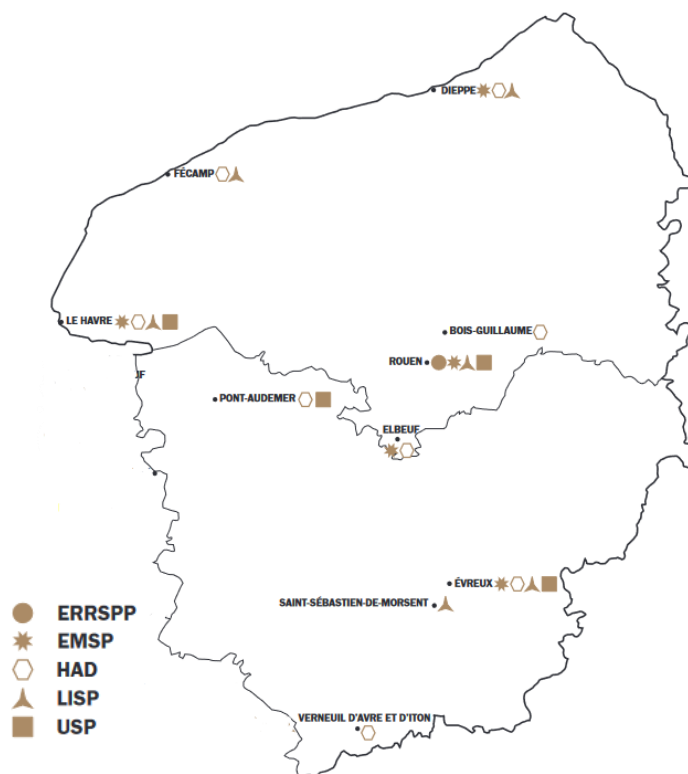 DIEPPE
FÉCAMP
LE HAVRE
BOIS-GUILLAUME
ROUEN
PONT-AUDEMER
ELBEUF
ÉVREUX
SAINT-SÉBASTIEN-DE-MORSENT
VERNEUIL D'AVRE ET D'ITON
ERRSPP
EMSP
HAD
LISP
USP